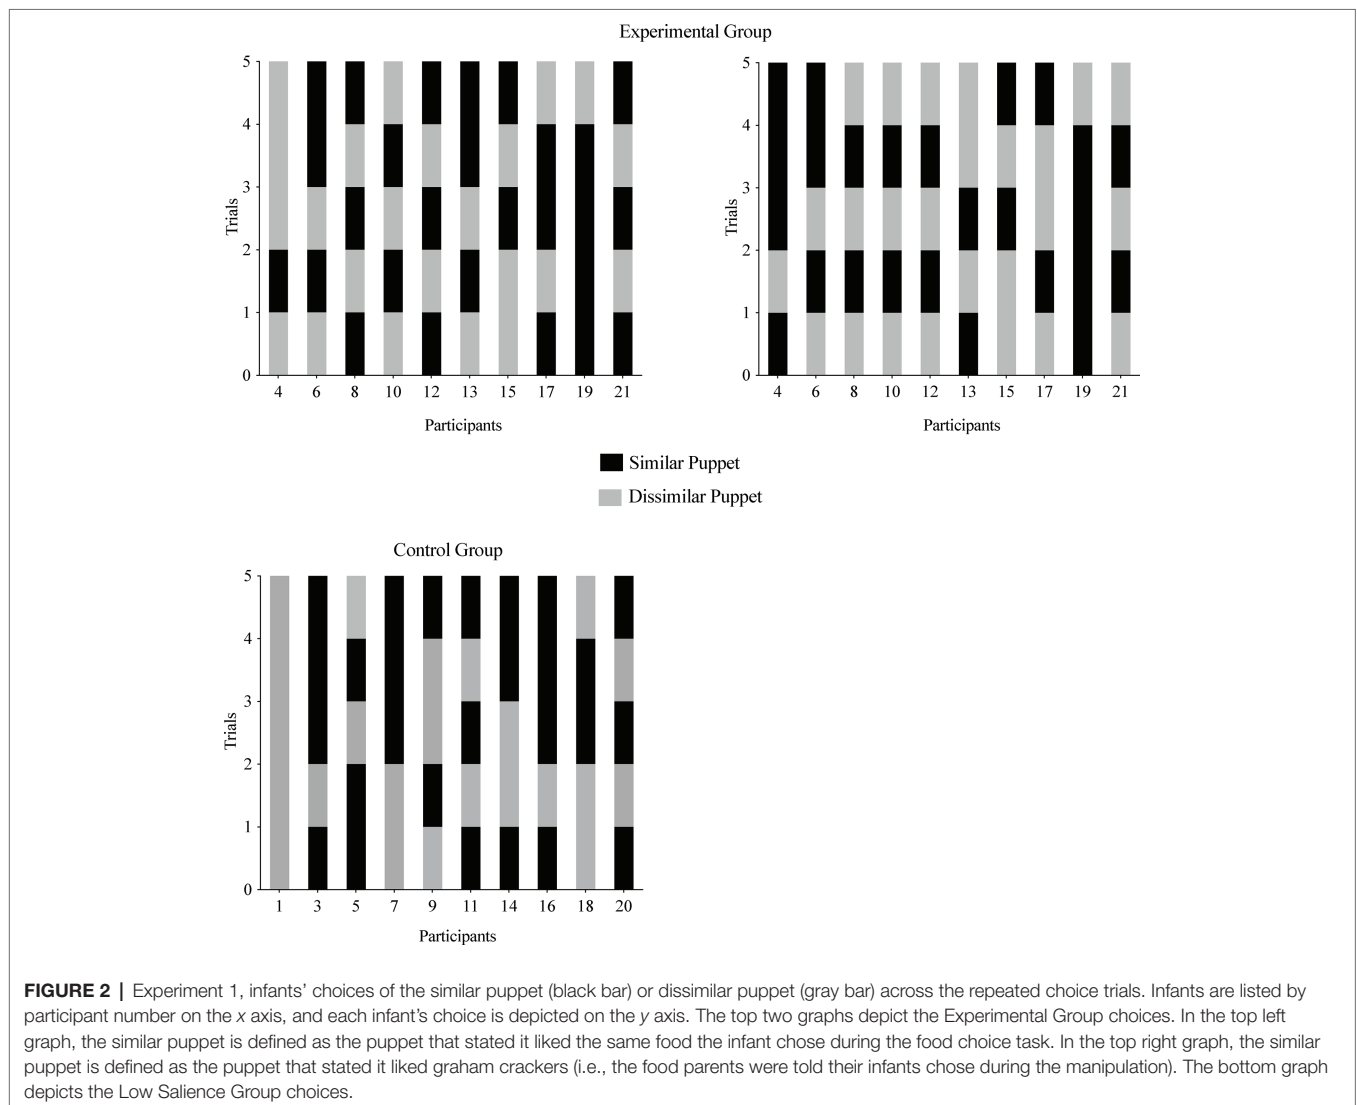 Experimental Group
5
4
3
2
1
0
Trials
4 6 8 10 12 13 15 17 19 21
Participants
5
4
3
2
1
0
Trials
4 6 8 10 12 13 15 17 19 21
Participants
Similar Puppet
Dissimilar Puppet
Control Group
5
4
3
2
1
0
Trials
1 3 5 7 9 11 14 16 18 20
Participants
FIGURE 2 | Experiment 1, infants’ choices of the similar puppet (black bar) or dissimilar puppet (gray bar) across the repeated choice trials. Infants are listed by
participant number on the x axis, and each infant’s choice is depicted on the y axis. The top two graphs depict the Experimental Group choices. In the top left
graph, the similar puppet is defined as the puppet that stated it liked the same food the infant chose during the food choice task. In the top right graph, the similar
puppet is defined as the puppet that stated it liked graham crackers (i.e., the food parents were told their infants chose during the manipulation). The bottom graph
depicts the Low Salience Group choices.